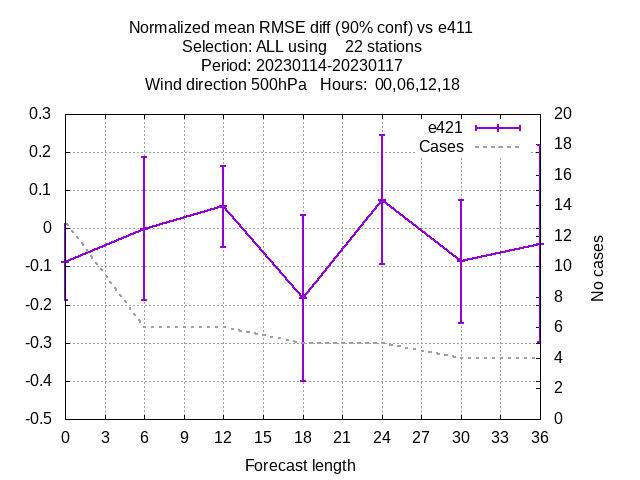 Normalized mean RMSE diff (90% conf) vs e411
Selection: ALL using    22 stations
Period: 20230114-20230117
Wind direction 500hPa   Hours:  00,06,12,18
e421
Cases
0.3
0.2
0.1
0
-0.1
-0.2
-0.3
-0.4
-0.5
20
18
16
14
12
10
8
6
4
2
0
No cases
0 3 6 9 12 15 18 21 24 27 30 33 36
Forecast length